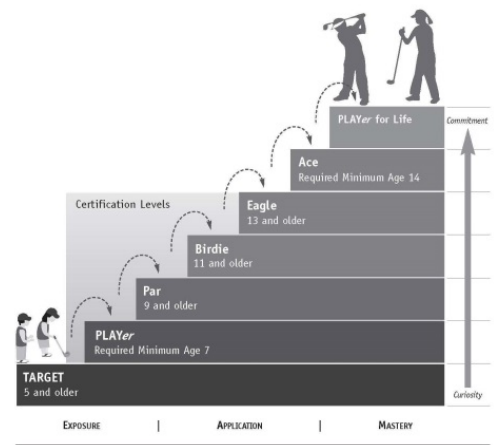 PLAYer for Life
Commitment
Ace
Required Minimum Age 14
Certification Levels
Eagle
13 and older
Birdie
11 and older
Par
9 and older
PLAYer
Required Minimum Age 7
TARGET
5 and older
Curiosity
EXPOSURE | APPLICATION | MASTERY